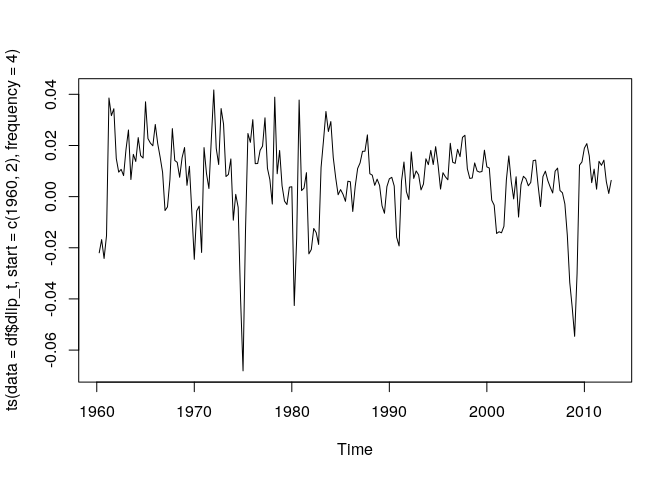 ts(data = df$dlip_t, start = c(1960, 2), frequency = 4)
0.04
0.02
0.00
-0.02
-0.04
-0.06
1960 1970 1980 1990 2000 2010
Time